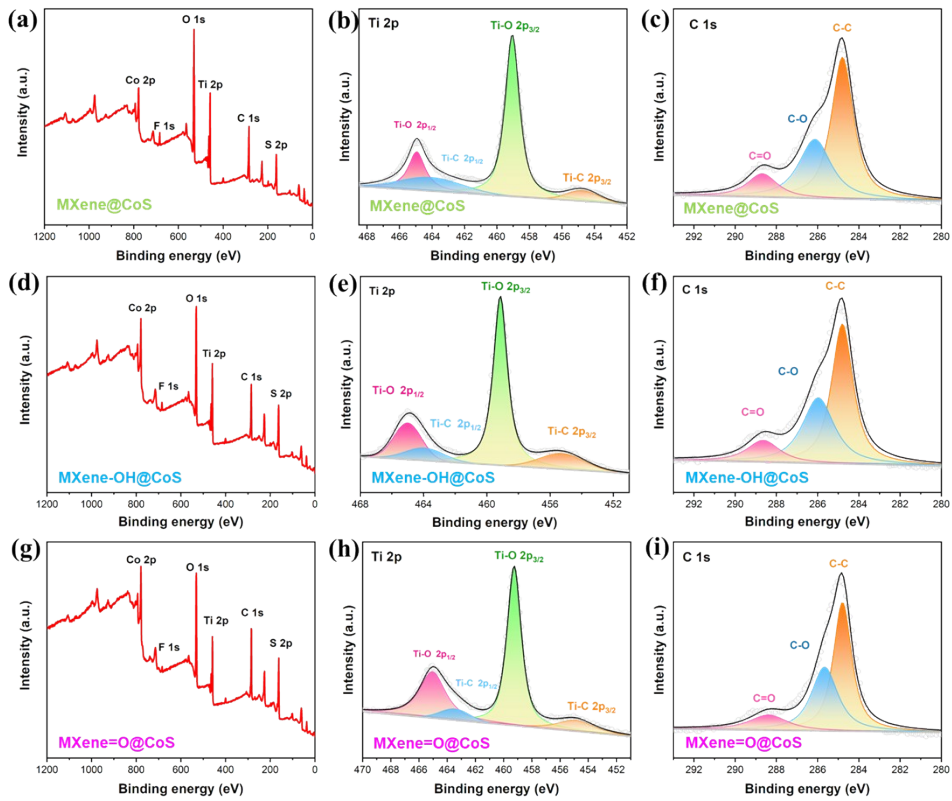 (a)
O 1s
Co 2p
Ti 2p
F 1s
C 1s
S 2p
MXene@CoS
Intensity (a.u.)
1200 1000 800 600 400 200 0
Binding energy (eV)
(b)
Ti 2p
Ti-O 2p3/2
Ti-O 2p1/2
Ti-C 2p1/2
Ti-C 2p3/2
MXene@CoS
Intensity (a.u.)
468 466 464 462 460 458 456 454 452
Binding energy (eV)
(c)
C 1s
C-C
C-O
C=O
MXene@CoS
Intensity (a.u.)
292 290 288 286 284 282 280
Binding energy (eV)
(d)
O 1s
Co 2p
Ti 2p
F 1s
C 1s
S 2p
MXene-OH@CoS
Intensity (a.u.)
1200 1000 800 600 400 200 0
Binding energy (eV)
(e)
Ti 2p
Ti-O 2p3/2
Ti-O 2p1/2
Ti-C 2p1/2
Ti-C 2p3/2
MXene-OH@CoS
Intensity (a.u.)
468 465 462 459 456 453
Binding energy (eV)
(f)
C 1s
C-C
C-O
C=O
MXene-OH@CoS
Intensity (a.u.)
292 290 288 286 284 282 280
Binding energy (eV)
(g)
Co 2p
O 1s
Ti 2p
C 1s
F 1s
S 2p
MXene=O@CoS
Intensity (a.u.)
1200 1000 800 600 400 200 0
Binding energy (eV)
(h)
Ti 2p
Ti-O 2p3/2
Ti-O 2p1/2
Ti-C 2p1/2
Ti-C 2p3/2
MXene=O@CoS
Intensity (a.u.)
470 468 465 462 459 456 453
Binding energy (eV)
(i)
C 1s
C-C
C-O
C=O
MXene=O@CoS
Intensity (a.u.)
292 290 288 286 284 282 280
Binding energy (eV)